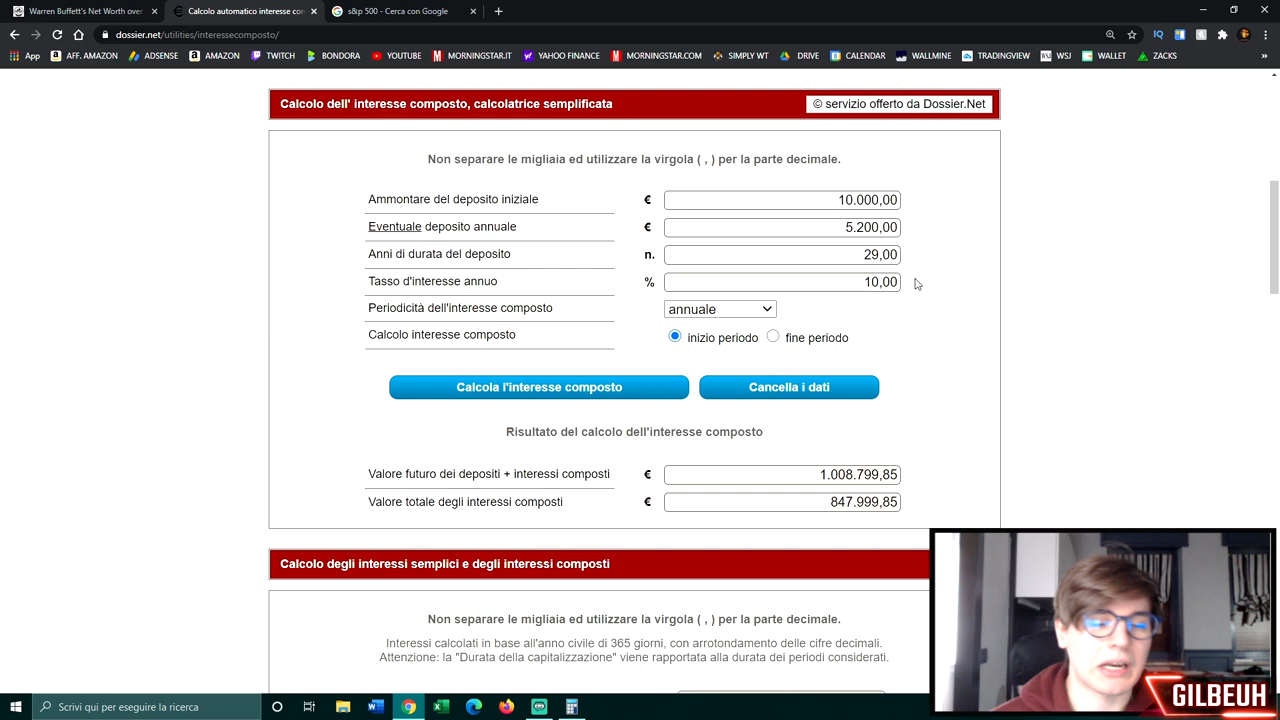 Warren Buffett's Net Worth over
Calcolo automatico interesse con
s&p 500 - Cerca con Google
dossier.net/utilities/interessecomposto/
App AFF. AMAZON ADSENSE AMAZON TWITCH BONDORA YOUTUBE MORNINGSTAR.IT YAHOO FINANCE MORNINGSTAR.COM SIMPLY WT DRIVE CALENDAR WALLMINE TRADINGVIEW WSJ WALLET ZACKS »
Calcolo dell' interesse composto, calcolatrice semplificata © servizio offerto da Dossier.Net
Non separare le migliaia ed utilizzare la virgola ( , ) per la parte decimale.
Ammontare del deposito iniziale € 10.000,00
Eventuale deposito annuale € 5.200,00
Anni di durata del deposito n. 29,00
Tasso d'interesse annuo % 10,00
Periodicità dell'interesse composto annuale
Calcolo interesse composto inizio periodo fine periodo
Calcola l'interesse composto Cancella i dati
Risultato del calcolo dell'interesse composto
Valore futuro dei depositi + interessi composti € 1.008.799,85
Valore totale degli interessi composti € 847.999,85
Calcolo degli interessi semplici e degli interessi composti
Non separare le migliaia ed utilizzare la virgola ( , ) per la parte decimale.
Interessi calcolati in base all'anno civile di 365 giorni, con arrotondamento delle cifre decimali.
Attenzione: la "Durata della capitalizzazione" viene rapportata alla durata dei periodi considerati.
GILBEUH
Scrivi qui per eseguire la ricerca